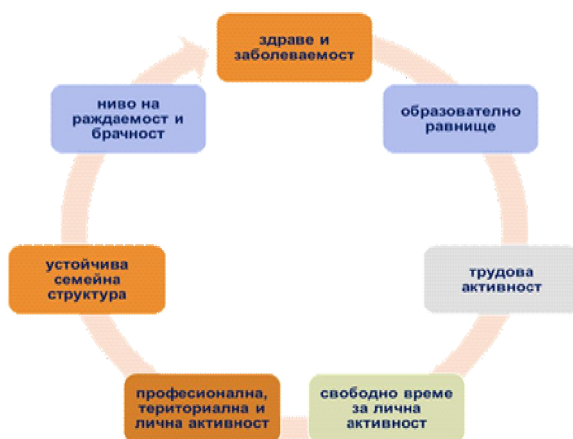 здраве и
заболеваемост
образователно
равнище
трудова
активност
свободно време
за лична
активност
професионална,
териториална и
лична активност
устойчива
семейна
структура
ниво на
раждаемост и
брачност